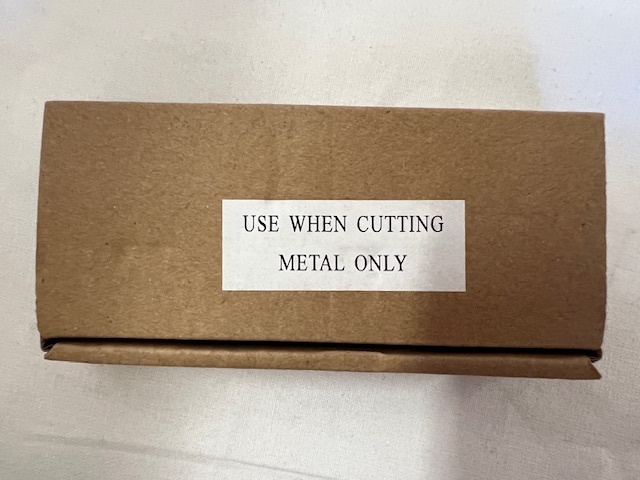 USE WHEN CUTTING
METAL ONLY